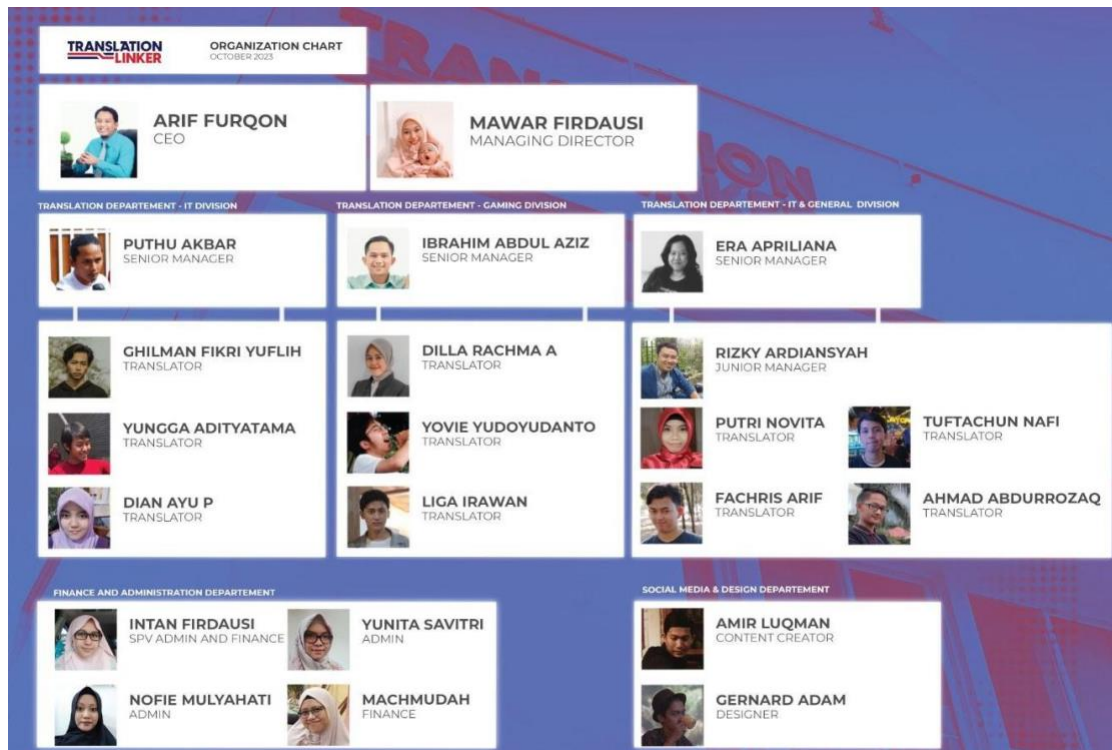 TRANSLATION LINKER
ORGANIZATION CHART
OCTOBER 2023
ARIF FURQON
CEO
MAWAR FIRDAUSI
MANAGING DIRECTOR
TRANSLATION DEPARTEMENT - IT DIVISION
PUTHU AKBAR
SENIOR MANAGER
GHILMAN FIKRI YUFLIH
TRANSLATOR
YUNGGA ADITYATAMA
TRANSLATOR
DIAN AYU P
TRANSLATOR
TRANSLATION DEPARTEMENT - GAMING DIVISION
IBRAHIM ABDUL AZIZ
SENIOR MANAGER
DILLA RACHMA A
TRANSLATOR
YOVIE YUDOYUDANTO
TRANSLATOR
LIGA IRAWAN
TRANSLATOR
TRANSLATION DEPARTEMENT - IT & GENERAL DIVISION
ERA APRILIANA
SENIOR MANAGER
RIZKY ARDIANSYAH
JUNIOR MANAGER
PUTRI NOVITA
TRANSLATOR
TUFTACHUN NAFI
TRANSLATOR
FACHRIS ARIF
TRANSLATOR
AHMAD ABDURROZAQ
TRANSLATOR
FINANCE AND ADMINISTRATION DEPARTEMENT
INTAN FIRDAUSI
SPV ADMIN AND FINANCE
YUNITA SAVITRI
ADMIN
NOFIE MULYAHATI
ADMIN
MACHMUDAH
FINANCE
SOCIAL MEDIA & DESIGN DEPARTEMENT
AMIR LUQMAN
CONTENT CREATOR
GERNARD ADAM
DESIGNER